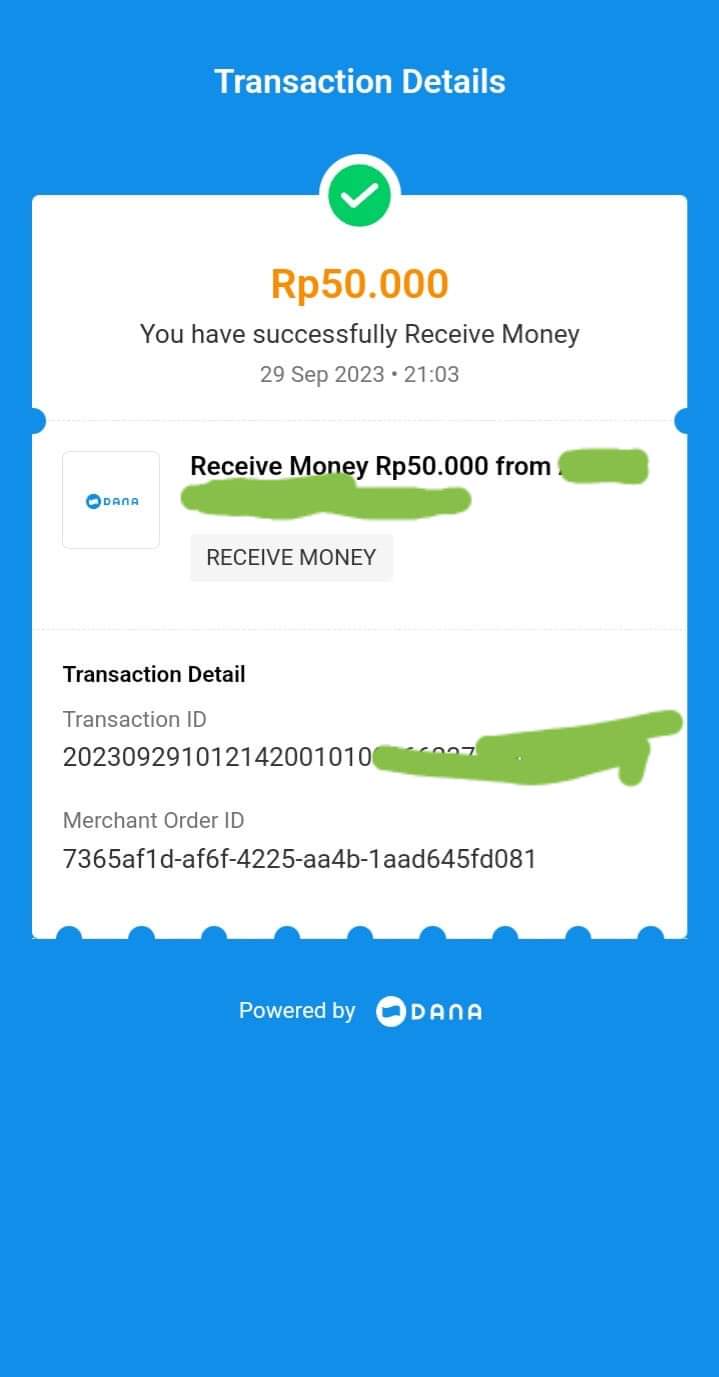 Transaction Details
Rp50.000
You have successfully Receive Money
29 Sep 2023 • 21:03
DANA
Receive Money Rp50.000 from
RECEIVE MONEY
Transaction Detail
Transaction ID
202309291012142001010
Merchant Order ID
7365af1d-af6f-4225-aa4b-1aad645fd081
Powered by DANA